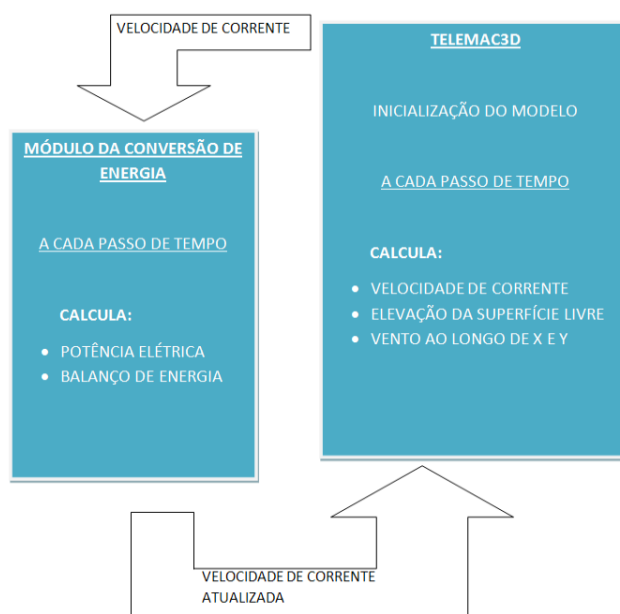 VELOCIDADE DE CORRENTE
TELEMAC3D
INICIALIZAÇÃO DO MODELO
A CADA PASSO DE TEMPO
CALCULA:
• VELOCIDADE DE CORRENTE
• ELEVAÇÃO DA SUPERFÍCIE LIVRE
• VENTO AO LONGO DE X E Y
MÓDULO DA CONVERSÃO DE
ENERGIA
A CADA PASSO DE TEMPO
CALCULA:
• POTÊNCIA ELÉTRICA
• BALANÇO DE ENERGIA
VELOCIDADE DE CORRENTE
ATUALIZADA